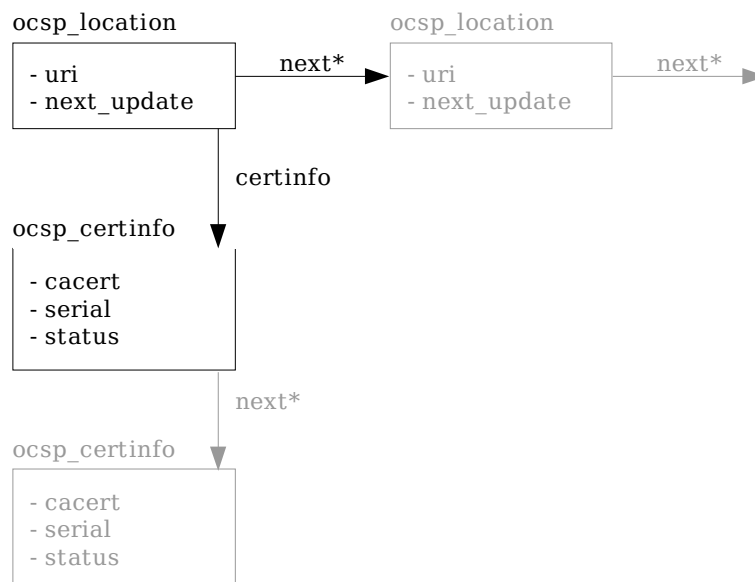 ocsp_location
- uri
- next_update
next*
ocsp_location
- uri
- next_update
next*
certinfo
ocsp_certinfo
- cacert
- serial
- status
next*
ocsp_certinfo
- cacert
- serial
- status